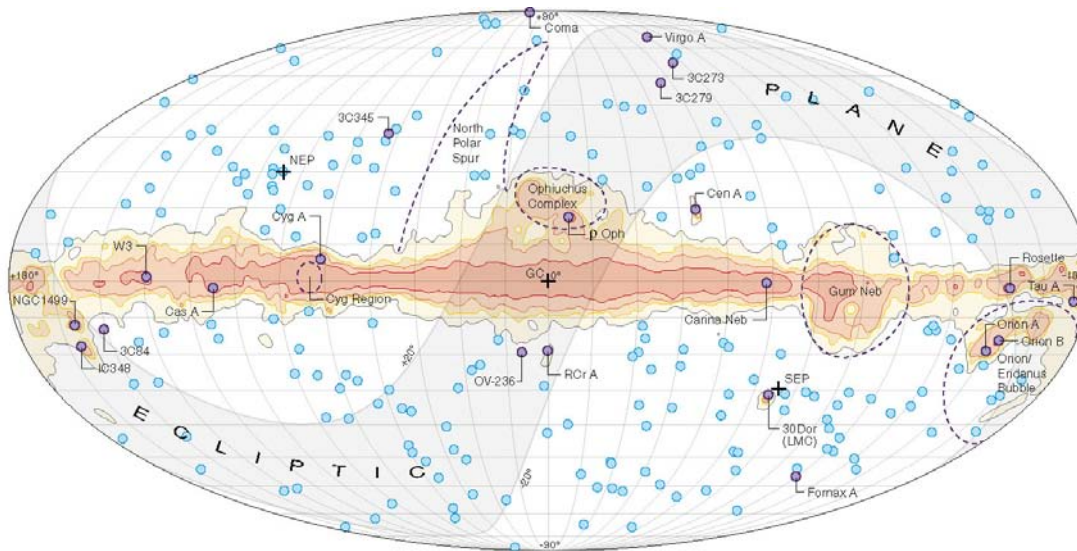 +90°
Coma
Virgo A
3C273
3C279
P L A N E
3C345
North
Polar
Spur
NEP
Ophiuchus
Complex
Cen A
ρ Oph
Cyg A
W3
+180°
GC
0°
Rosette
Tau A
NGC1499
Cas A
Cyg Region
Carina Neb
Gum Neb
Orion A
Orion B
3C84
IC348
+20°
OV-236
RCr A
SEP
Orion/
Eridanus
Bubble
30Dor
(LMC)
E C L I P T I C
-20°
Fornax A
-90°